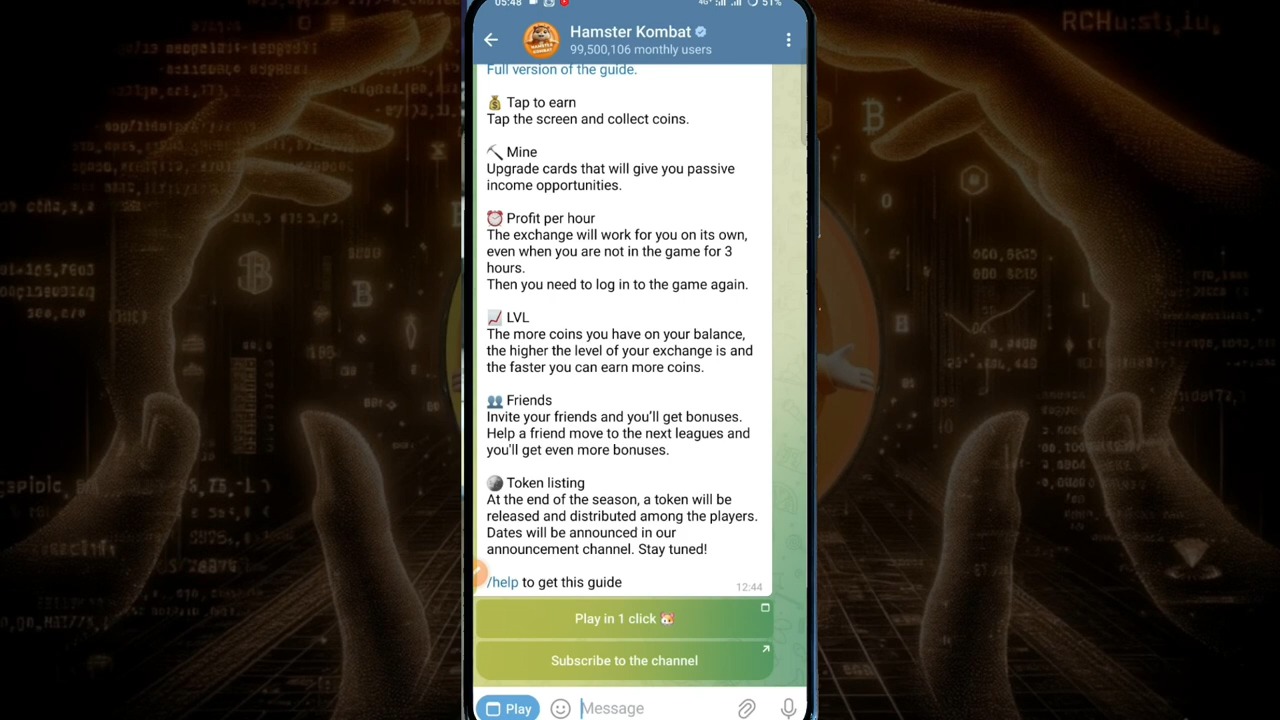 05:48
4G+
51%
Hamster Kombat
99,500,106 monthly users
Full version of the guide.
💰 Tap to earn
Tap the screen and collect coins.
⛏ Mine
Upgrade cards that will give you passive
income opportunities.
⏰ Profit per hour
The exchange will work for you on its own,
even when you are not in the game for 3
hours.
Then you need to log in to the game again.
📈 LVL
The more coins you have on your balance,
the higher the level of your exchange is and
the faster you can earn more coins.
👥 Friends
Invite your friends and you'll get bonuses.
Help a friend move to the next leagues and
you'll get even more bonuses.
🌕 Token listing
At the end of the season, a token will be
released and distributed among the players.
Dates will be announced in our
announcement channel. Stay tuned!
/help to get this guide
12:44
Play in 1 click 🐹
Subscribe to the channel
Play
Message